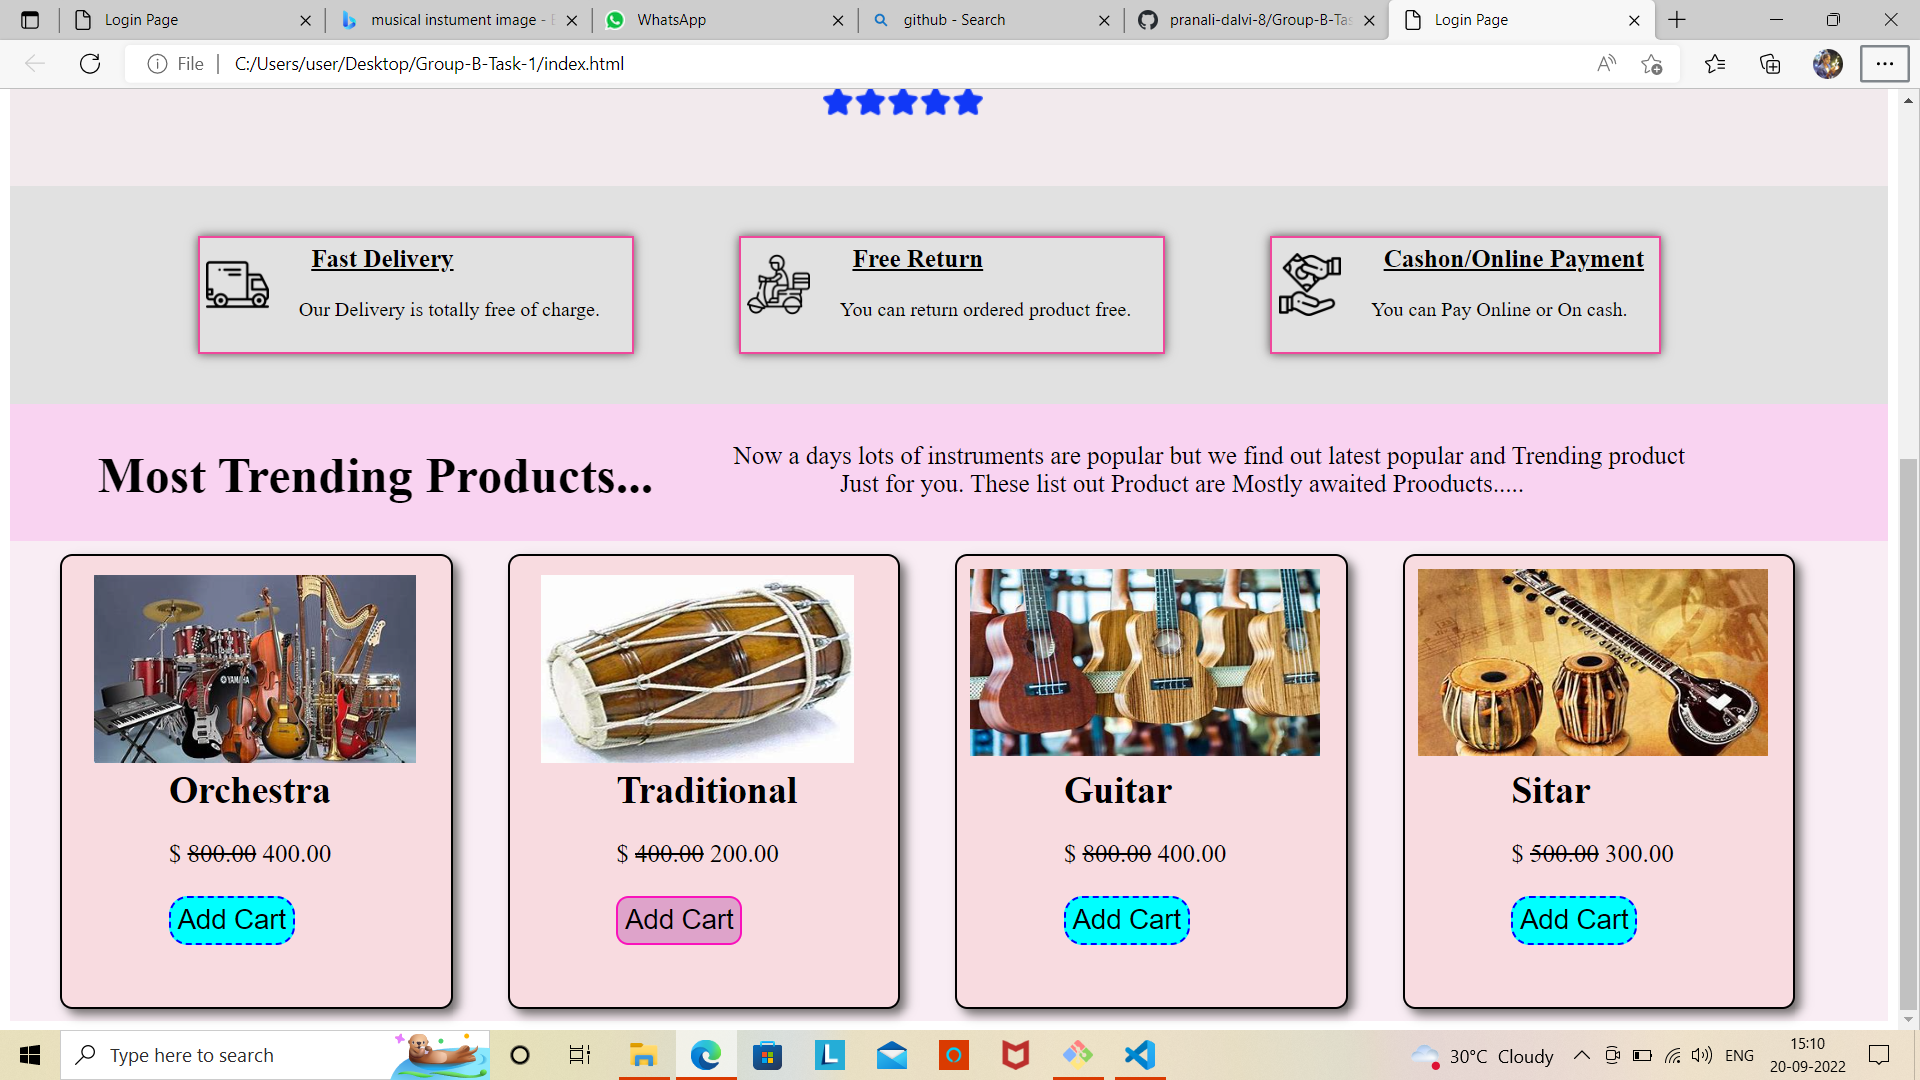 Login Page
musical instument image - 
WhatsApp
github - Search
pranali-dalvi-8/Group-B-Tas
Login Page
File
C:/Users/user/Desktop/Group-B-Task-1/index.html
Fast Delivery
Our Delivery is totally free of charge.
Free Return
You can return ordered product free.
Cashon/Online Payment
You can Pay Online or On cash.
Most Trending Products...
Now a days lots of instruments are popular but we find out latest popular and Trending product
Just for you. These list out Product are Mostly awaited Prooducts.....
YAMAHA
Orchestra
$ 800.00 400.00
Add Cart
Traditional
$ 400.00 200.00
Add Cart
Guitar
$ 800.00 400.00
Add Cart
Sitar
$ 500.00 300.00
Add Cart
Type here to search
30°C Cloudy
ENG
15:10
20-09-2022